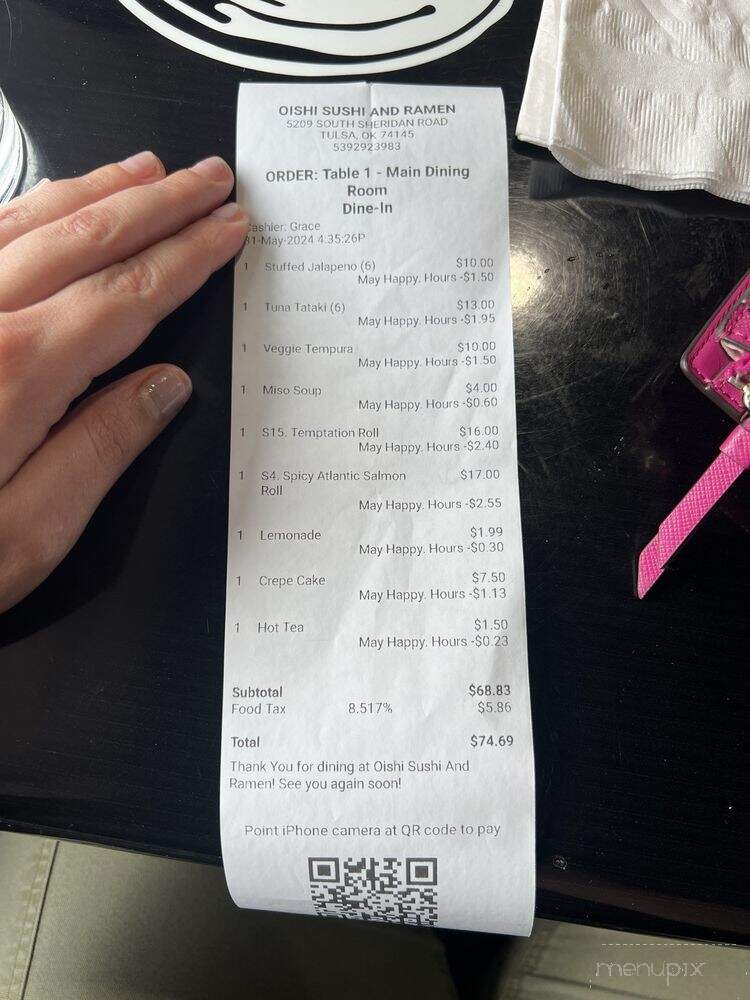 OISHI SUSHI AND RAMEN
5209 SOUTH SHERIDAN ROAD
TULSA, OK 74145
5392923983
ORDER: Table 1 - Main Dining
Room
Dine-In
Cashier: Grace
31-May-2024 4:35:26P
1 Stuffed Jalapeno (6) $10.00
May Happy. Hours -$1.50
1 Tuna Tataki (6) $13.00
May Happy. Hours -$1.95
1 Veggie Tempura $10.00
May Happy. Hours -$1.50
1 Miso Soup $4.00
May Happy. Hours -$0.60
1 S15. Temptation Roll $16.00
May Happy. Hours -$2.40
1 S4. Spicy Atlantic Salmon $17.00
Roll
May Happy. Hours -$2.55
1 Lemonade $1.99
May Happy. Hours -$0.30
1 Crepe Cake $7.50
May Happy. Hours -$1.13
1 Hot Tea $1.50
May Happy. Hours -$0.23
Subtotal $68.83
Food Tax 8.517% $5.86
Total $74.69
Thank You for dining at Oishi Sushi And
Ramen! See you again soon!
Point iPhone camera at QR code to pay
menupix